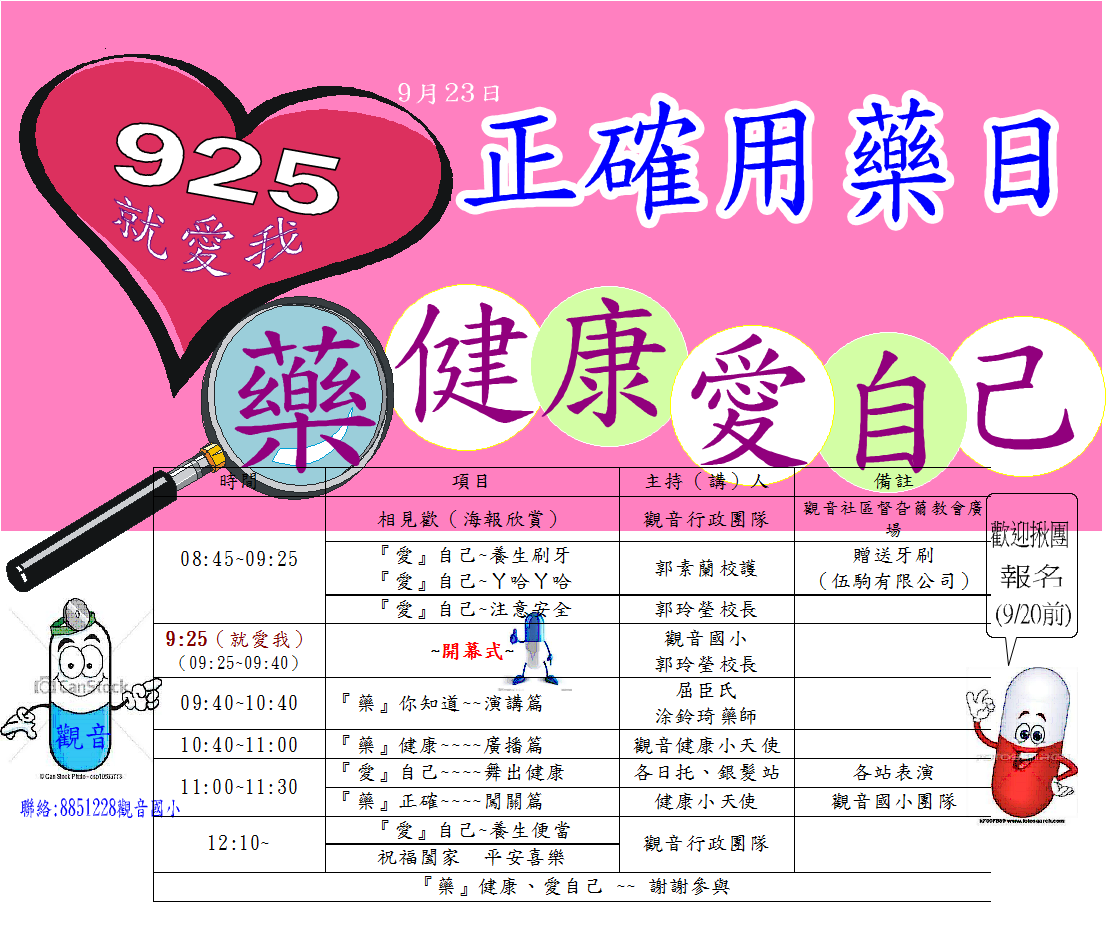 9月23日
925
就愛我
正確用藥日
藥健康愛自己
時間 項目 主持（講）人 備註
08:45~09:25 相見歡（海報欣賞） 觀音行政團隊 觀音社區督旮薾教會廣
場
『愛』自己~養生刷牙
『愛』自己~ㄚ哈ㄚ哈
郭素蘭校護
贈送牙刷
（伍駒有限公司）
『愛』自己~注意安全 郭玲瑩校長
9:25（就愛我）
（09:25~09:40）
~開幕式~
觀音國小
郭玲瑩校長
09:40~10:40 『藥』你知道~~演講篇
屈臣氏
涂鈴琦藥師
10:40~11:00 『藥』健康~~~~廣播篇 觀音健康小天使
11:00~11:30 『愛』自己~~~~舞出健康 各日托、銀髮站 各站表演
『藥』正確~~~~闖關篇 健康小天使 觀音國小團隊
12:10~ 『愛』自己~養生便當 觀音行政團隊
祝福闔家 平安喜樂
『藥』健康、愛自己 ~~ 謝謝參與
歡迎揪團
報名
(9/20前)
CanStock
觀音
© Can Stock Photo - csp10555773
聯絡:8851228觀音國小